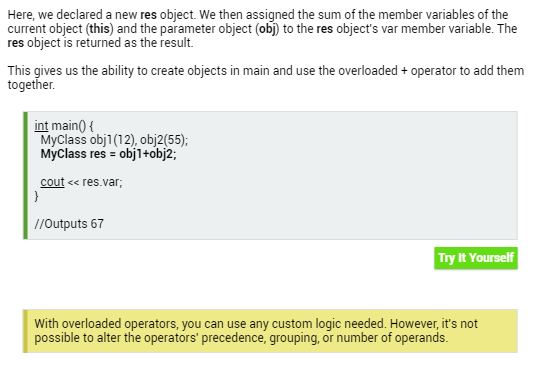 Here, we declared a new res object. We then assigned the sum of the member variables of the
current object (this) and the parameter object (obj) to the res object's var member variable. The
res object is returned as the result.
This gives us the ability to create objects in main and use the overloaded + operator to add them
together.
int main() {
MyClass obj1(12), obj2(55);
MyClass res = obj1+obj2;
cout << res.var;
}
//Outputs 67
Try It Yourself
With overloaded operators, you can use any custom logic needed. However, it's not
possible to alter the operators' precedence, grouping, or number of operands.